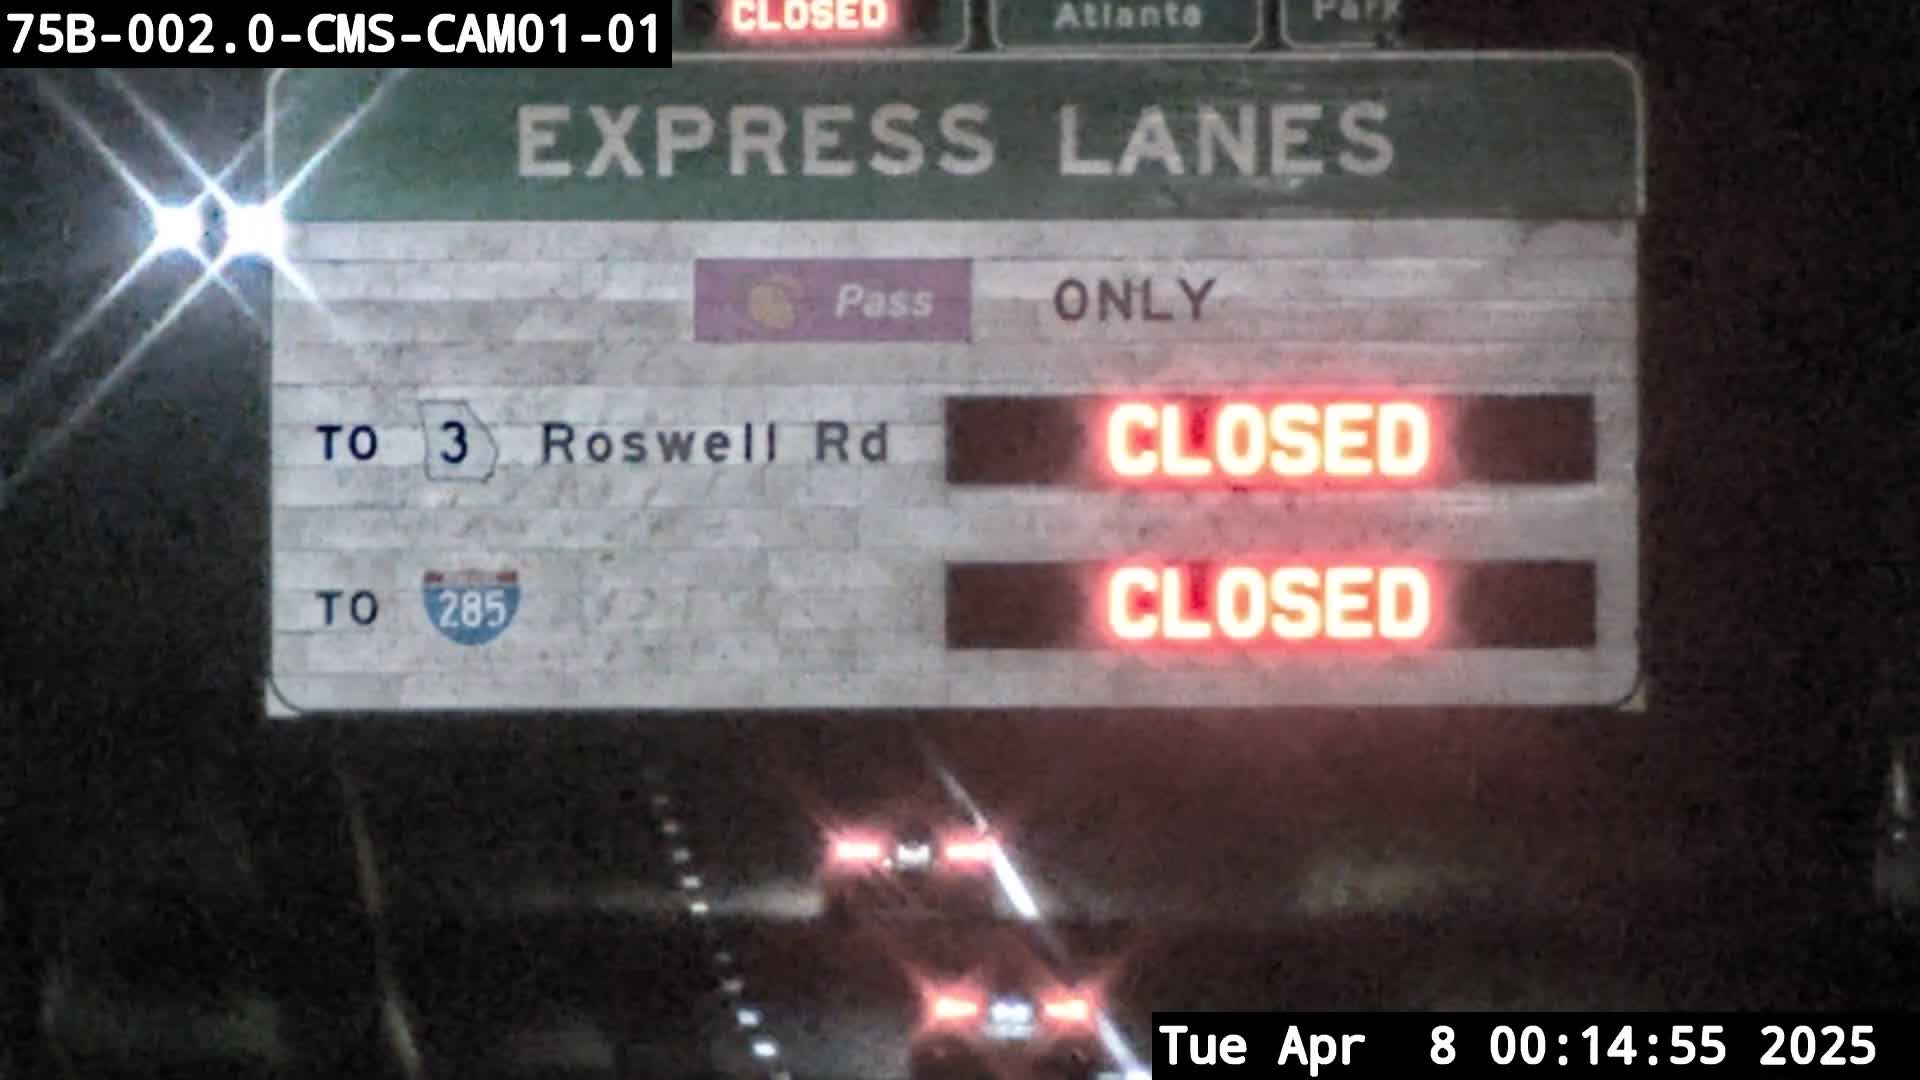 75B-002.0-CMS-CAM01-01
CLOSED
Atlanta
Park
EXPRESS LANES
Pass ONLY
TO 3 Roswell Rd CLOSED
TO 285 CLOSED
Tue Apr 8 00:14:55 2025